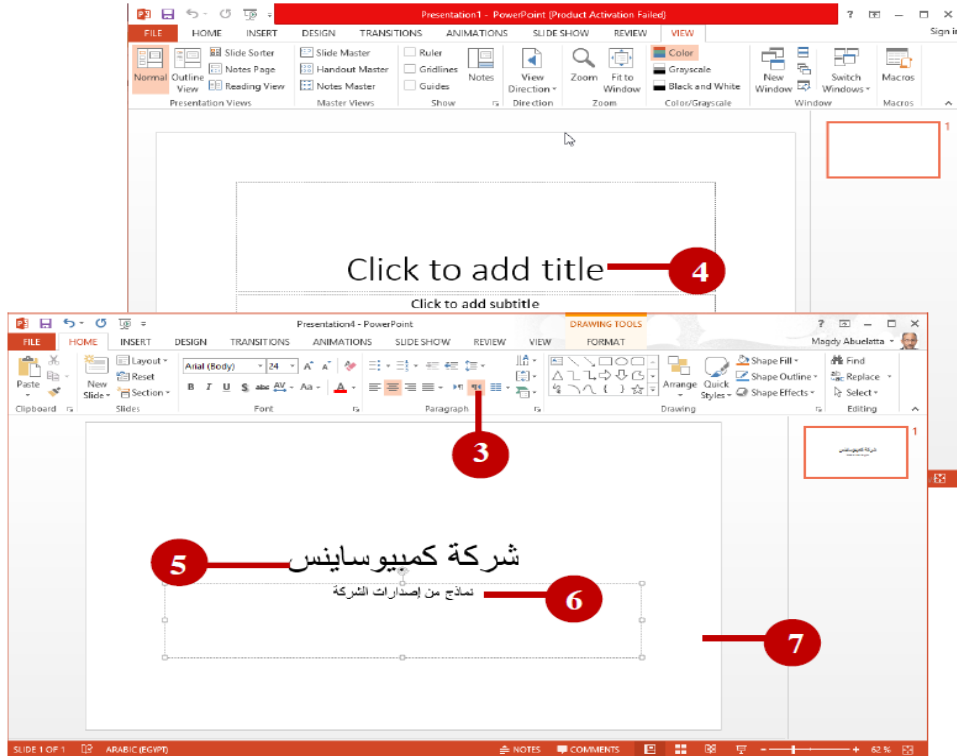 Presentation1 - PowerPoint (Product Activation Failed)
FILE HOME INSERT DESIGN TRANSITIONS ANIMATIONS SLIDE SHOW REVIEW VIEW Sign in
Normal Outline View Slide Sorter Notes Page Reading View
Slide Master Handout Master Notes Master
Ruler Gridlines Guides Notes
View Direction Zoom Fit to Window
Color Grayscale Black and White
New Window Switch Windows Macros
Presentation Views Master Views Show Direction Zoom Color/Grayscale Window Macros
1
Click to add title
4
Click to add subtitle
Presentation4 - PowerPoint DRAWING TOOLS
FILE HOME INSERT DESIGN TRANSITIONS ANIMATIONS SLIDE SHOW REVIEW VIEW FORMAT Magdy Abuelatta
Paste New Slide Layout Reset Section
Arial (Body) 24
B I U S abc AV Aa A
Arrange Quick Styles Shape Fill Shape Outline Shape Effects
Find Replace Select
Clipboard Slides Font Paragraph Drawing Editing
3
1
شركة كمبيوساينس
5
نماذج من إصدارات الشركة
6
7
SLIDE 1 OF 1 ARABIC (EGYPT) NOTES COMMENTS 62 %